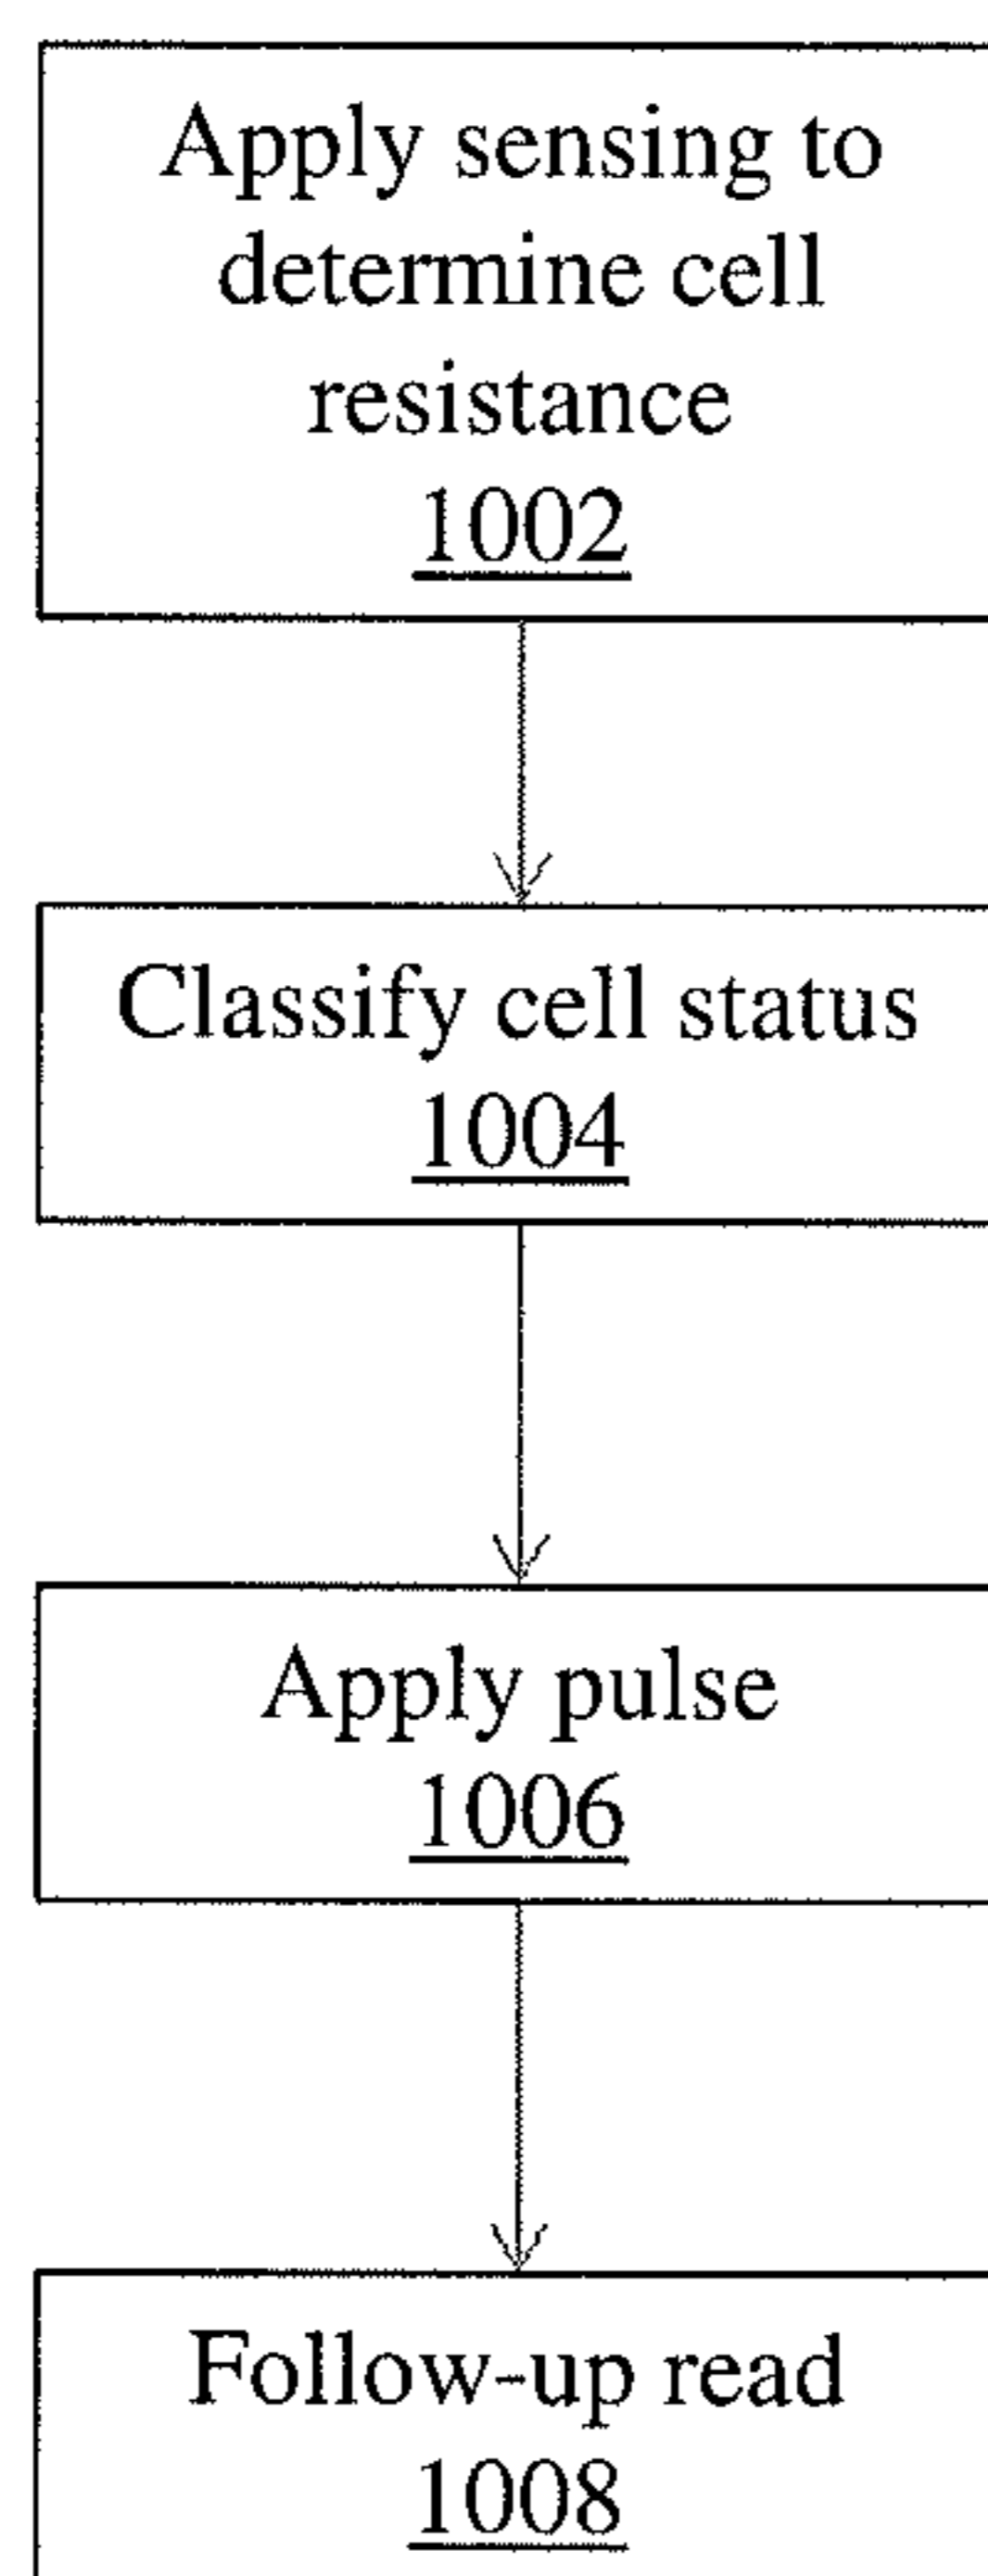 Apply sensing to
determine cell
resistance
1002
Classify cell status
1004
Apply pulse
1006
Follow-up read
1008